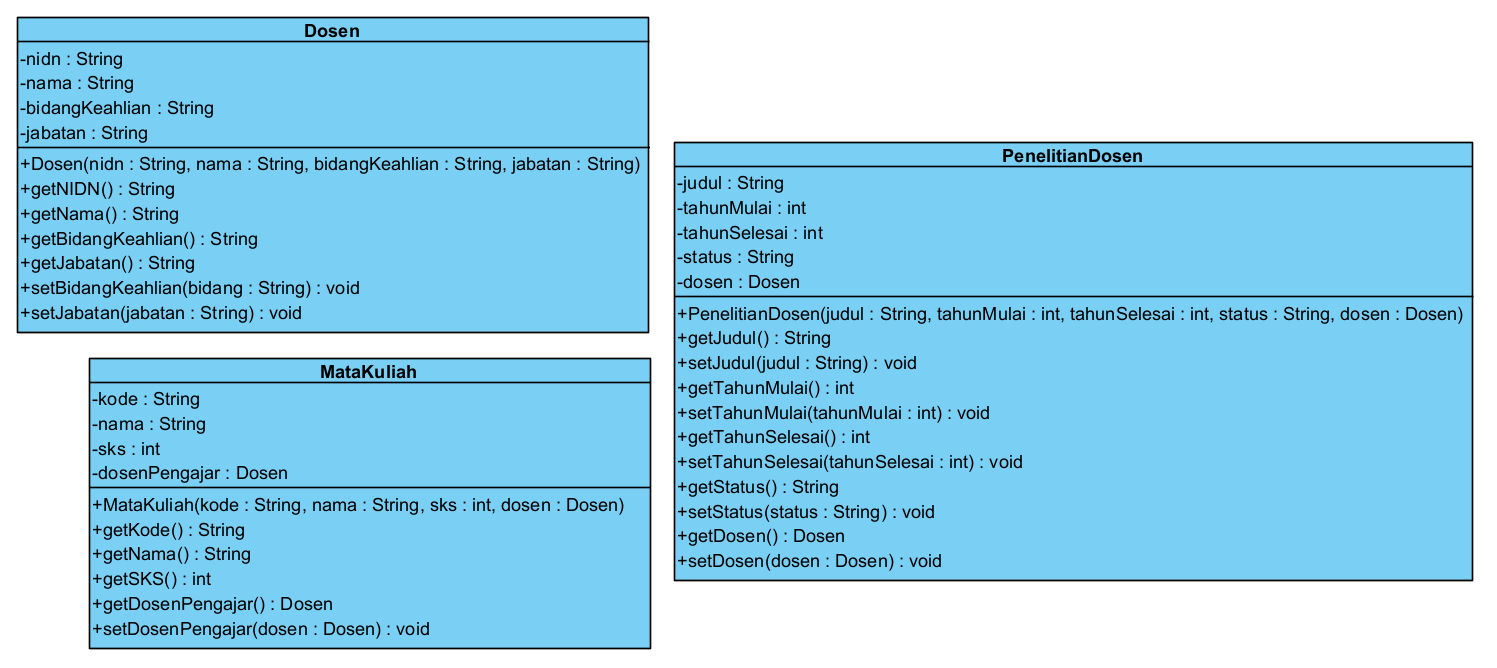 Dosen
-nidn : String
-nama : String
-bidangKeahlian : String
-jabatan : String
+Dosen(nidn : String, nama : String, bidangKeahlian : String, jabatan : String)
+getNIDN() : String
+getNama() : String
+getBidangKeahlian() : String
+getJabatan() : String
+setBidangKeahlian(bidang : String) : void
+setJabatan(jabatan : String) : void
MataKuliah
-kode : String
-nama : String
-sks : int
-dosenPengajar : Dosen
+MataKuliah(kode : String, nama : String, sks : int, dosen : Dosen)
+getKode() : String
+getNama() : String
+getSKS() : int
+getDosenPengajar() : Dosen
+setDosenPengajar(dosen : Dosen) : void
PenelitianDosen
-judul : String
-tahunMulai : int
-tahunSelesai : int
-status : String
-dosen : Dosen
+PenelitianDosen(judul : String, tahunMulai : int, tahunSelesai : int, status : String, dosen : Dosen)
+getJudul() : String
+setJudul(judul : String) : void
+getTahunMulai() : int
+setTahunMulai(tahunMulai : int) : void
+getTahunSelesai() : int
+setTahunSelesai(tahunSelesai : int) : void
+getStatus() : String
+setStatus(status : String) : void
+getDosen() : Dosen
+setDosen(dosen : Dosen) : void